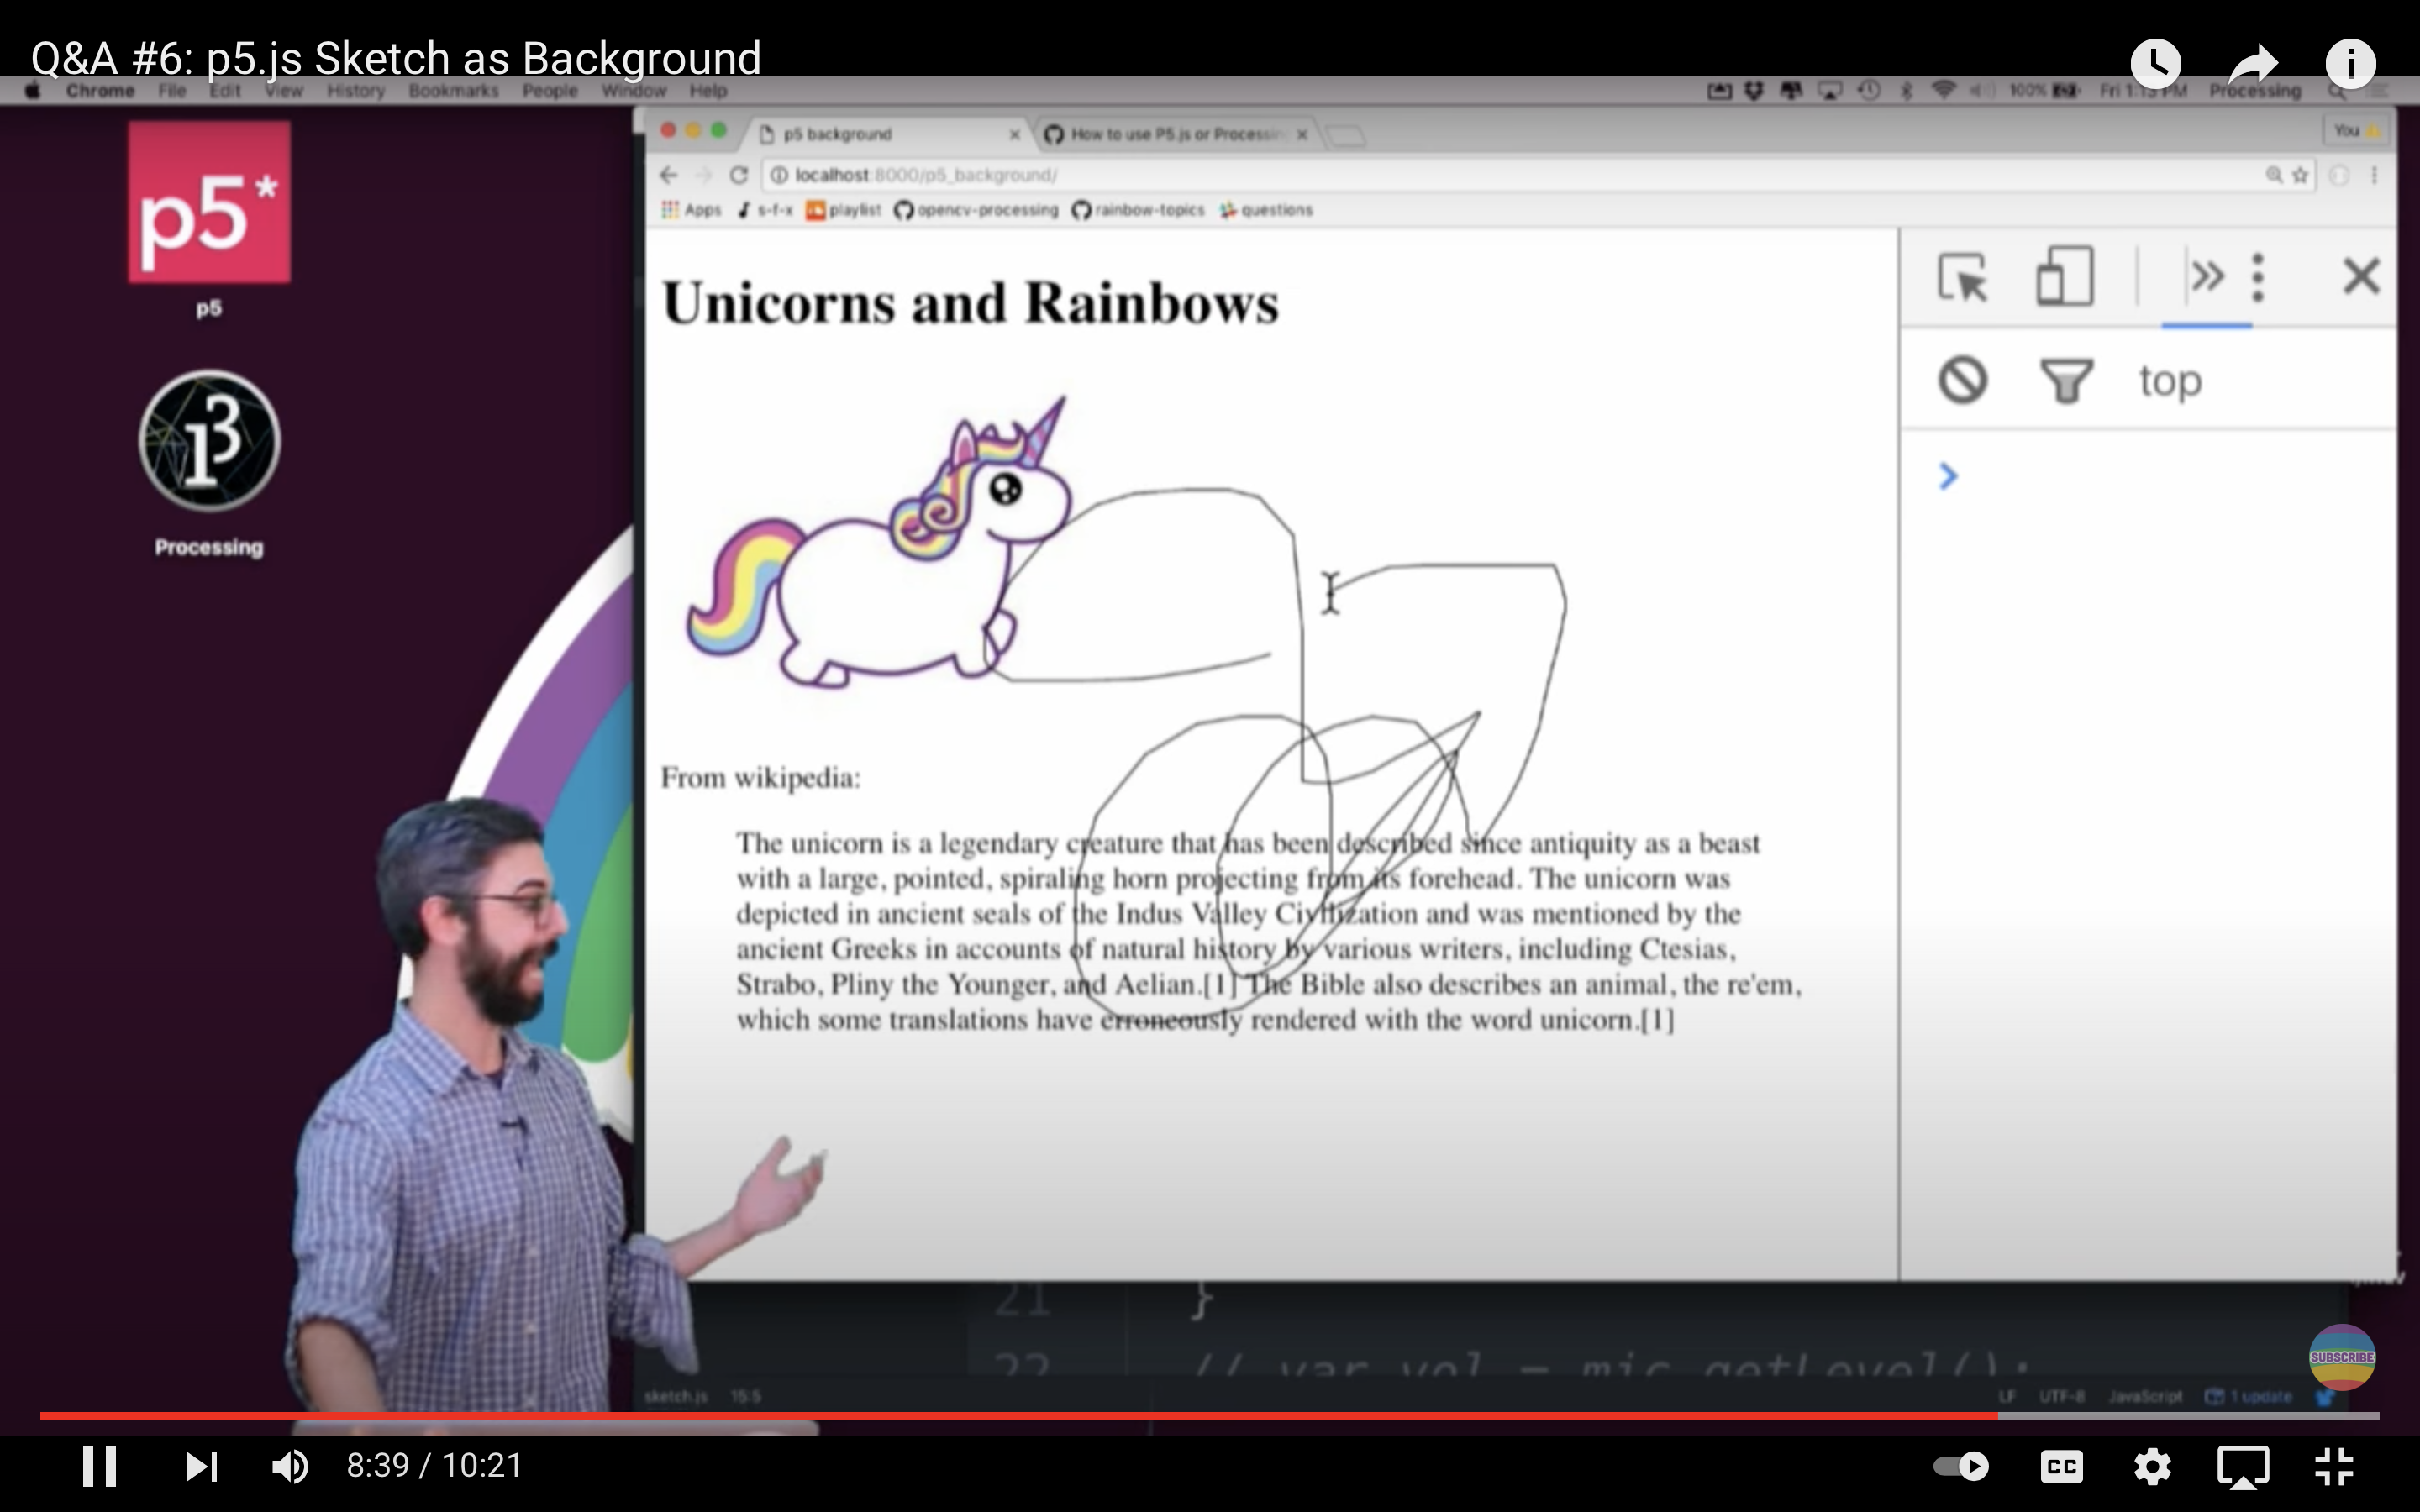 Q&A #6: p5.js Sketch as Background
Chrome File Edit View History Bookmarks People Window Help
100% Fri 1:13 PM Processing
p5*
p5
Processing
p5 background
How to use P5.js or Processin
You
localhost:8000/p5_background/
Apps s-f-x playlist opencv-processing rainbow-topics questions
Unicorns and Rainbows
top
From wikipedia:
The unicorn is a legendary creature that has been described since antiquity as a beast
with a large, pointed, spiraling horn projecting from its forehead. The unicorn was
depicted in ancient seals of the Indus Valley Civilization and was mentioned by the
ancient Greeks in accounts of natural history by various writers, including Ctesias,
Strabo, Pliny the Younger, and Aelian.[1] The Bible also describes an animal, the re'em,
which some translations have erroneously rendered with the word unicorn.[1]
21 }
22 // var vol = mic.getLevel();
SUBSCRIBE
sketch.js 15:5 LF UTF-8 JavaScript 1 update
8:39 / 10:21
CC